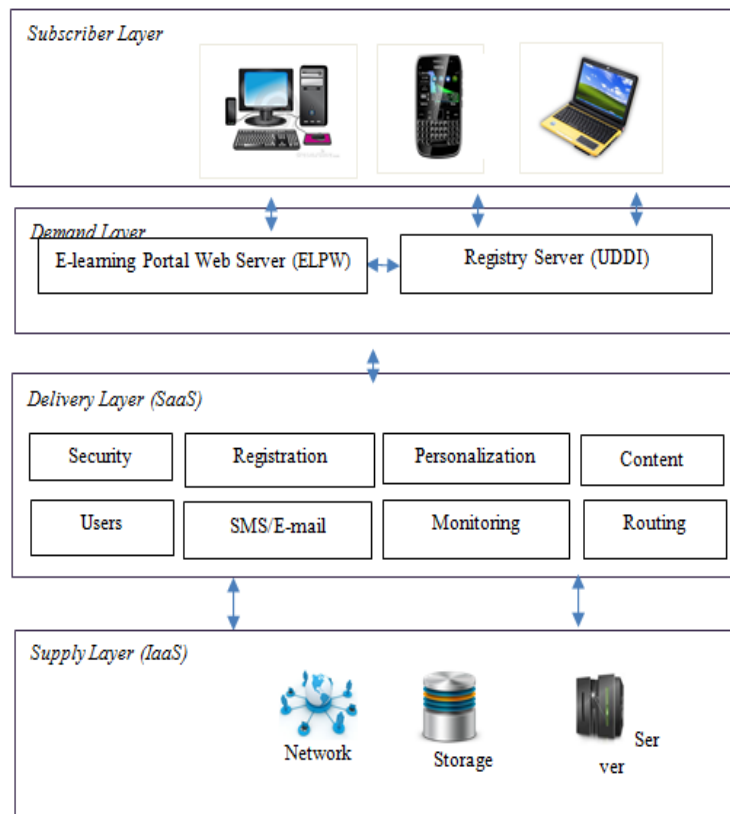 Subscriber Layer
Demand Layer
E-learning Portal Web Server (ELPW)
Registry Server (UDDI)
Delivery Layer (SaaS)
Security
Registration
Personalization
Content
Users
SMS/E-mail
Monitoring
Routing
Supply Layer (IaaS)
Network
Storage
Ser
ver